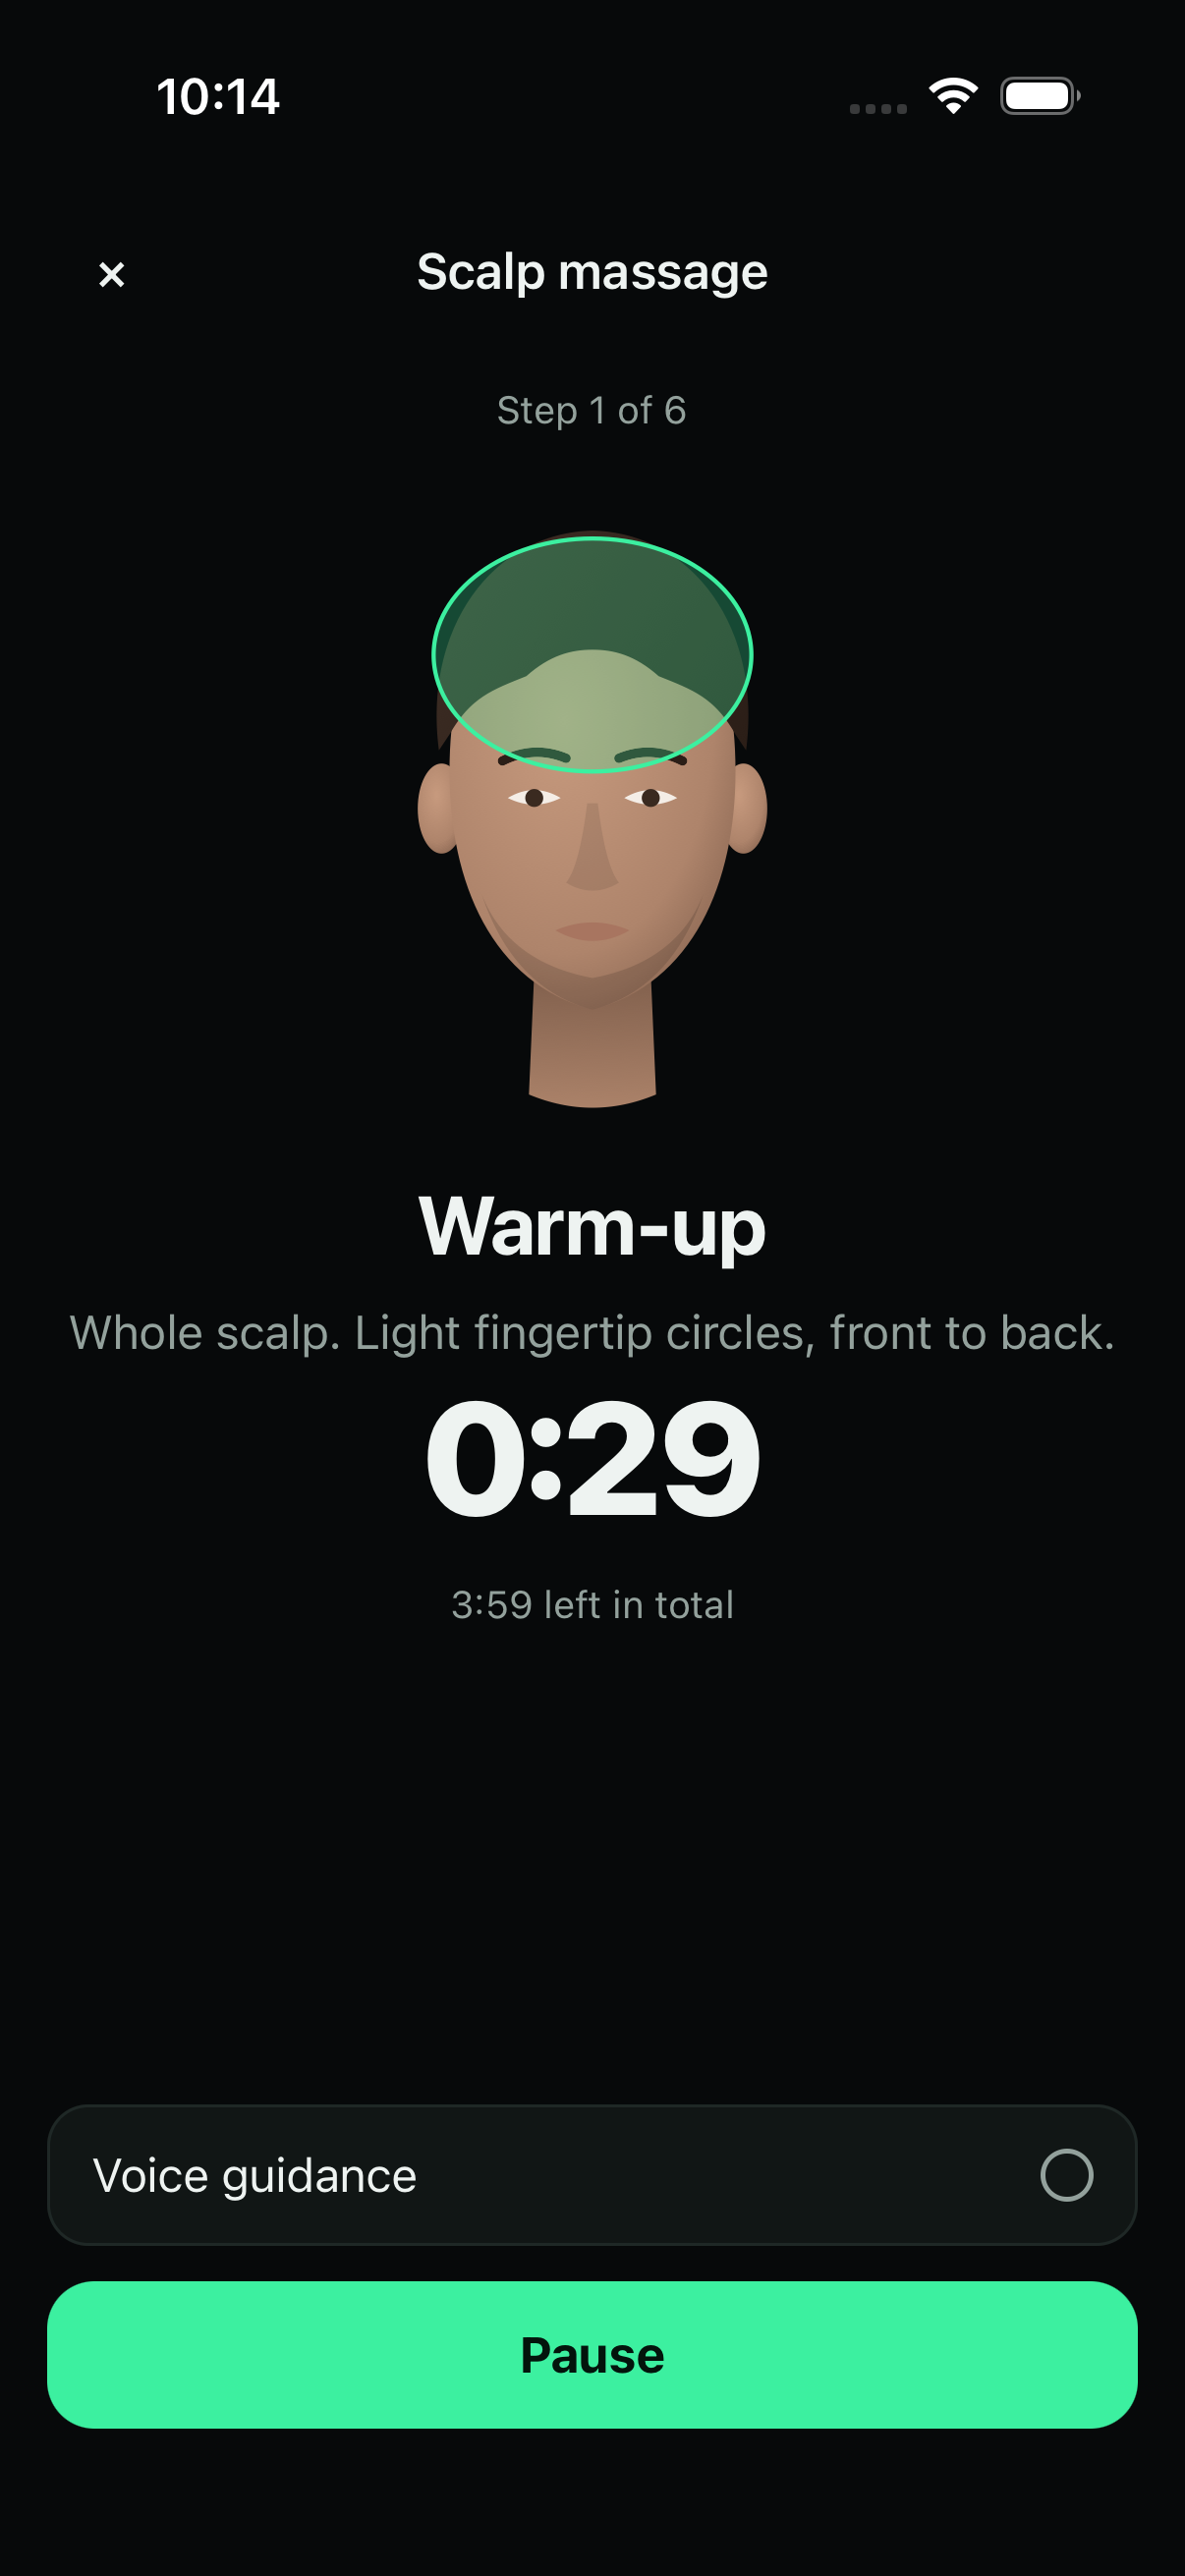 10:14
Scalp massage
Step 1 of 6
Warm-up
Whole scalp. Light fingertip circles, front to back.
0:29
3:59 left in total
Voice guidance
Pause